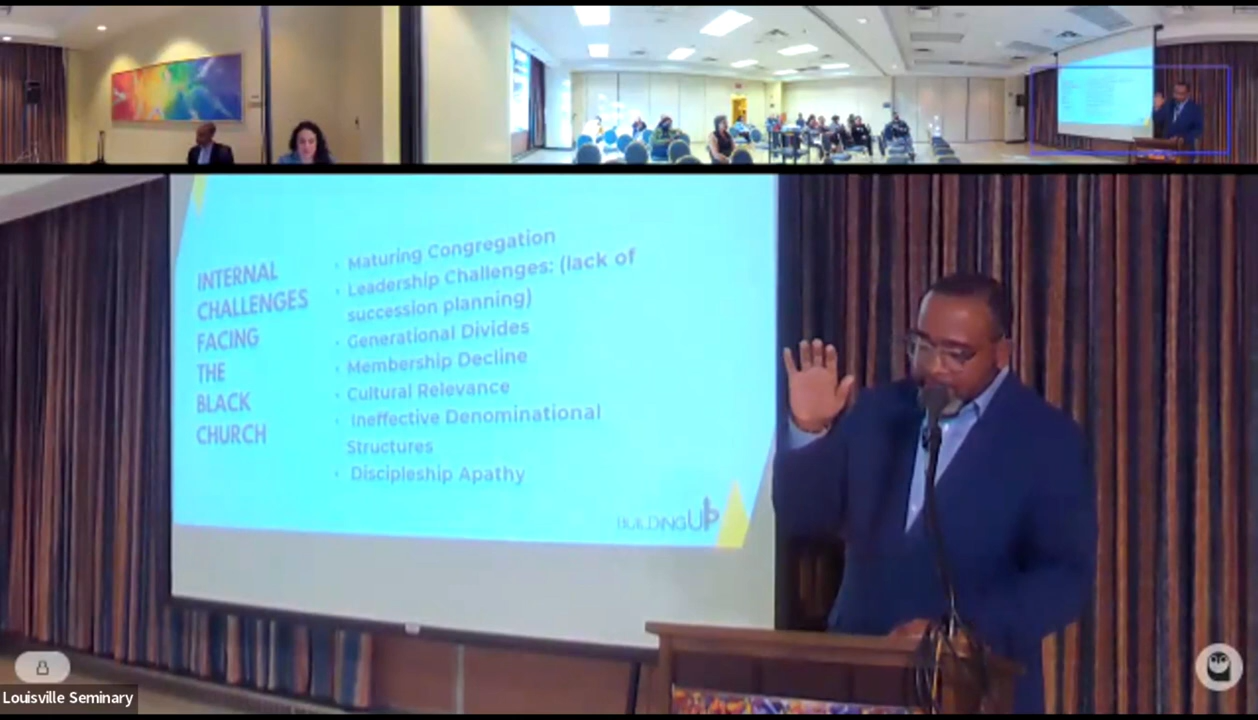 INTERNAL
CHALLENGES
FACING
THE
BLACK
CHURCH
· Maturing Congregation
· Leadership Challenges: (lack of
succession planning)
· Generational Divides
· Membership Decline
· Cultural Relevance
· Ineffective Denominational
Structures
· Discipleship Apathy
BUILDING UP
Louisville Seminary